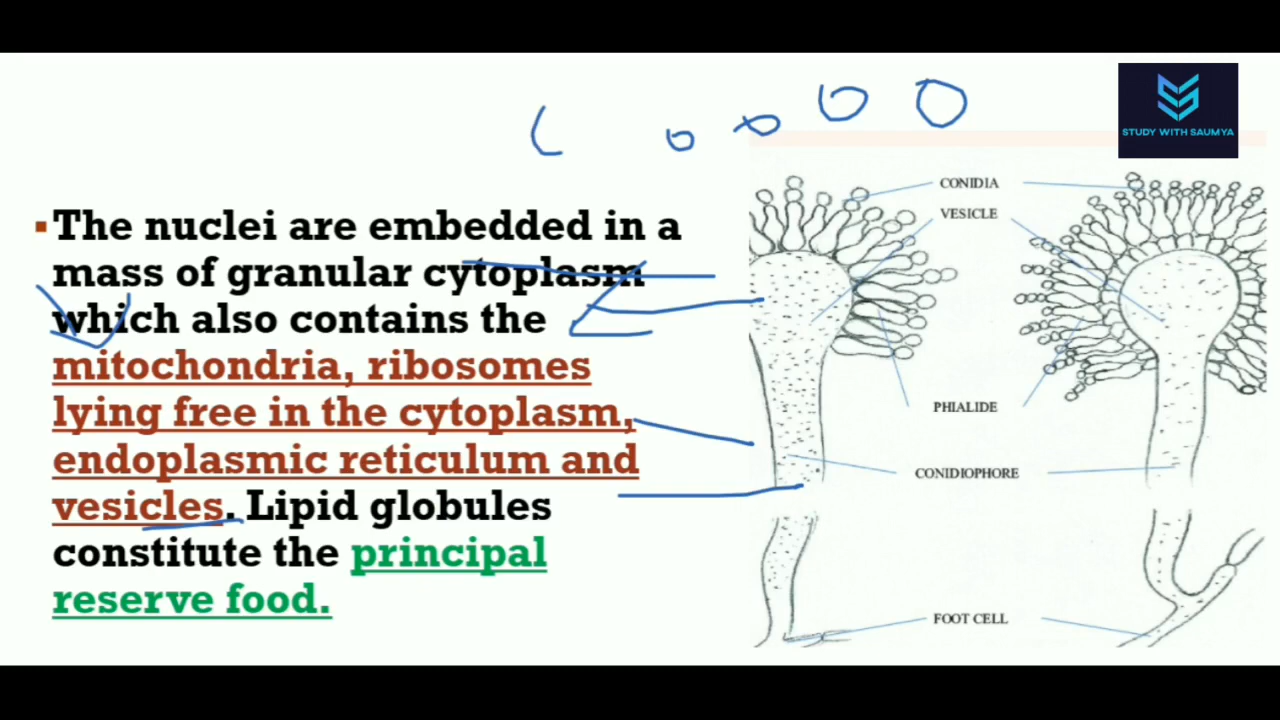 STUDY WITH SAUMYA
▪The nuclei are embedded in a
mass of granular cytoplasm
which also contains the
mitochondria, ribosomes
lying free in the cytoplasm,
endoplasmic reticulum and
vesicles. Lipid globules
constitute the principal
reserve food.
CONIDIA
VESICLE
PHIALIDE
CONIDIOPHORE
FOOT CELL